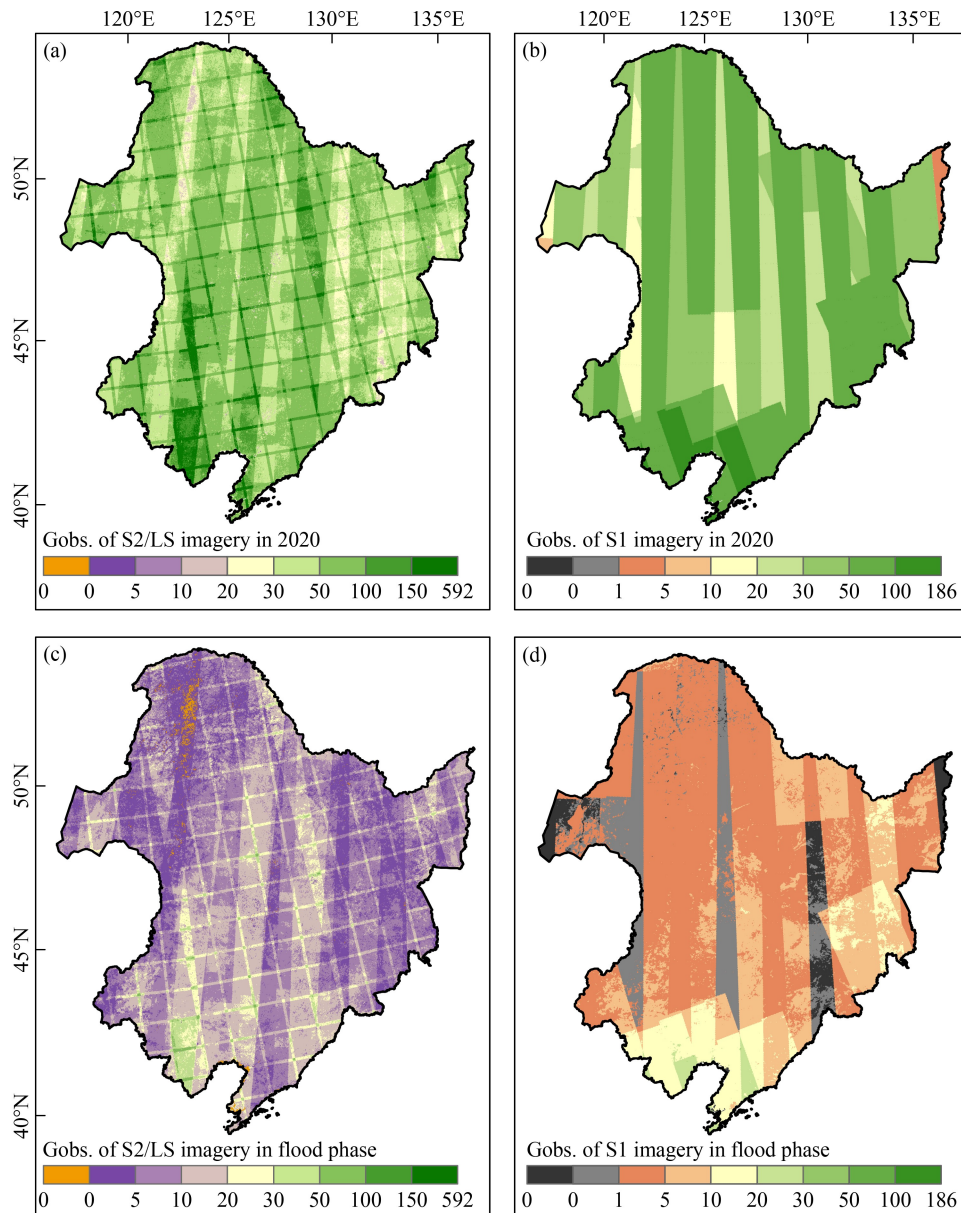 120°E 125°E 130°E 135°E 120°E 125°E 130°E 135°E
(a) (b)
50°N
45°N
40°N
Gobs. of S2/LS imagery in 2020
0 0 5 10 20 30 50 100 150 592
Gobs. of S1 imagery in 2020
0 0 1 5 10 20 30 50 100 186
(c) (d)
50°N
45°N
40°N
Gobs. of S2/LS imagery in flood phase
0 0 5 10 20 30 50 100 150 592
Gobs. of S1 imagery in flood phase
0 0 1 5 10 20 30 50 100 186